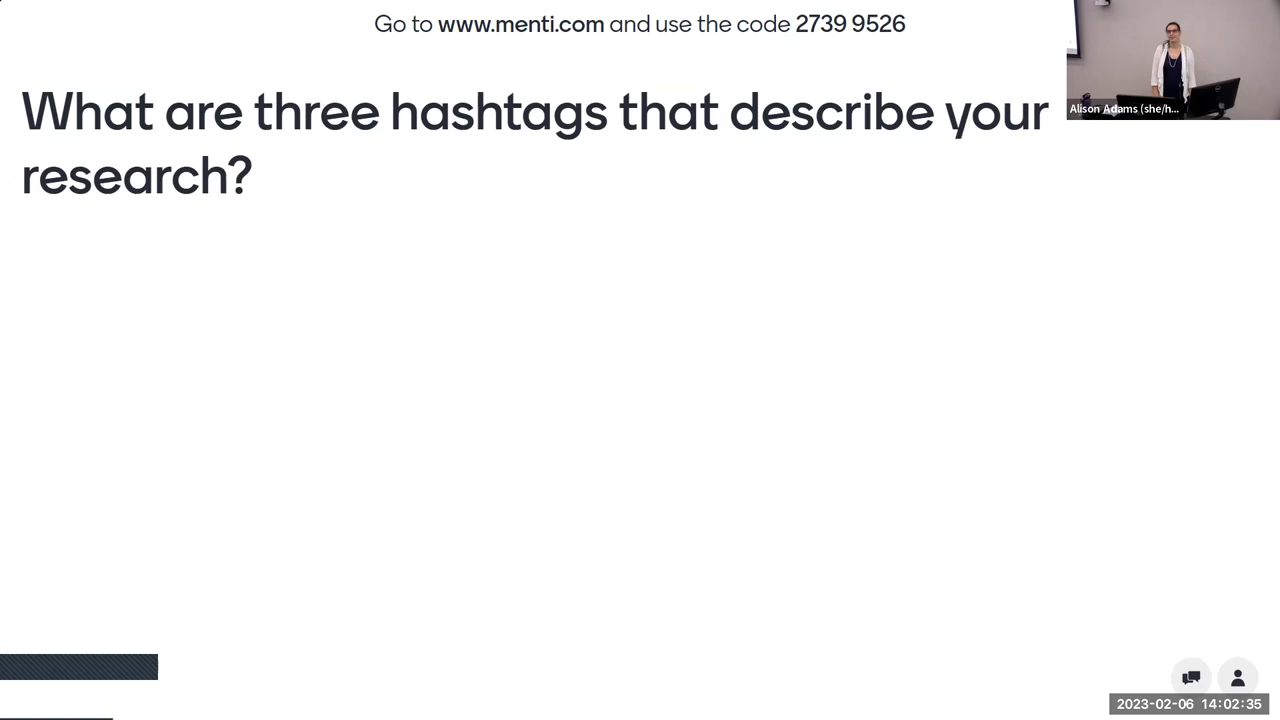 Go to www.menti.com and use the code 2739 9526
What are three hashtags that describe your
research?
Alison Adams (she/h...
2023-02-06 14:02:35